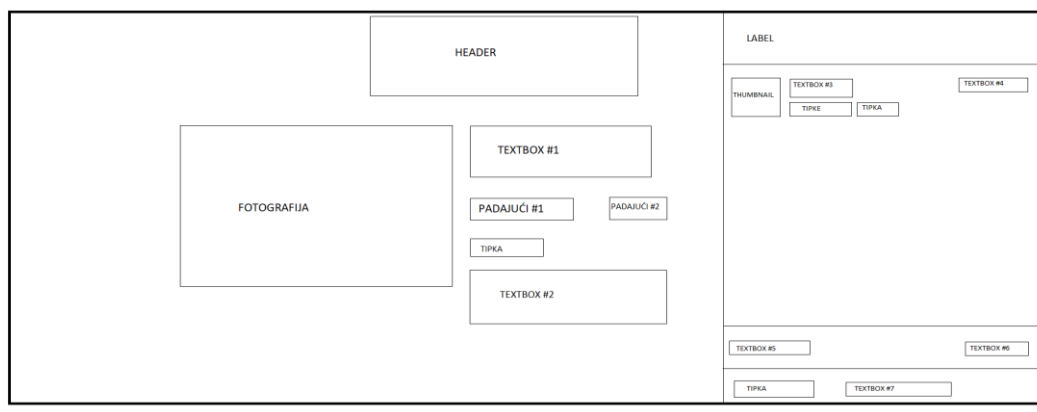 HEADER
FOTOGRAFIJA
TEXTBOX #1
PADAJUĆI #1
PADAJUĆI #2
TIPKA
TEXTBOX #2
LABEL
THUMBNAIL
TEXTBOX #3
TEXTBOX #4
TIPKE
TIPKA
TEXTBOX #5
TEXTBOX #6
TIPKA
TEXTBOX #7